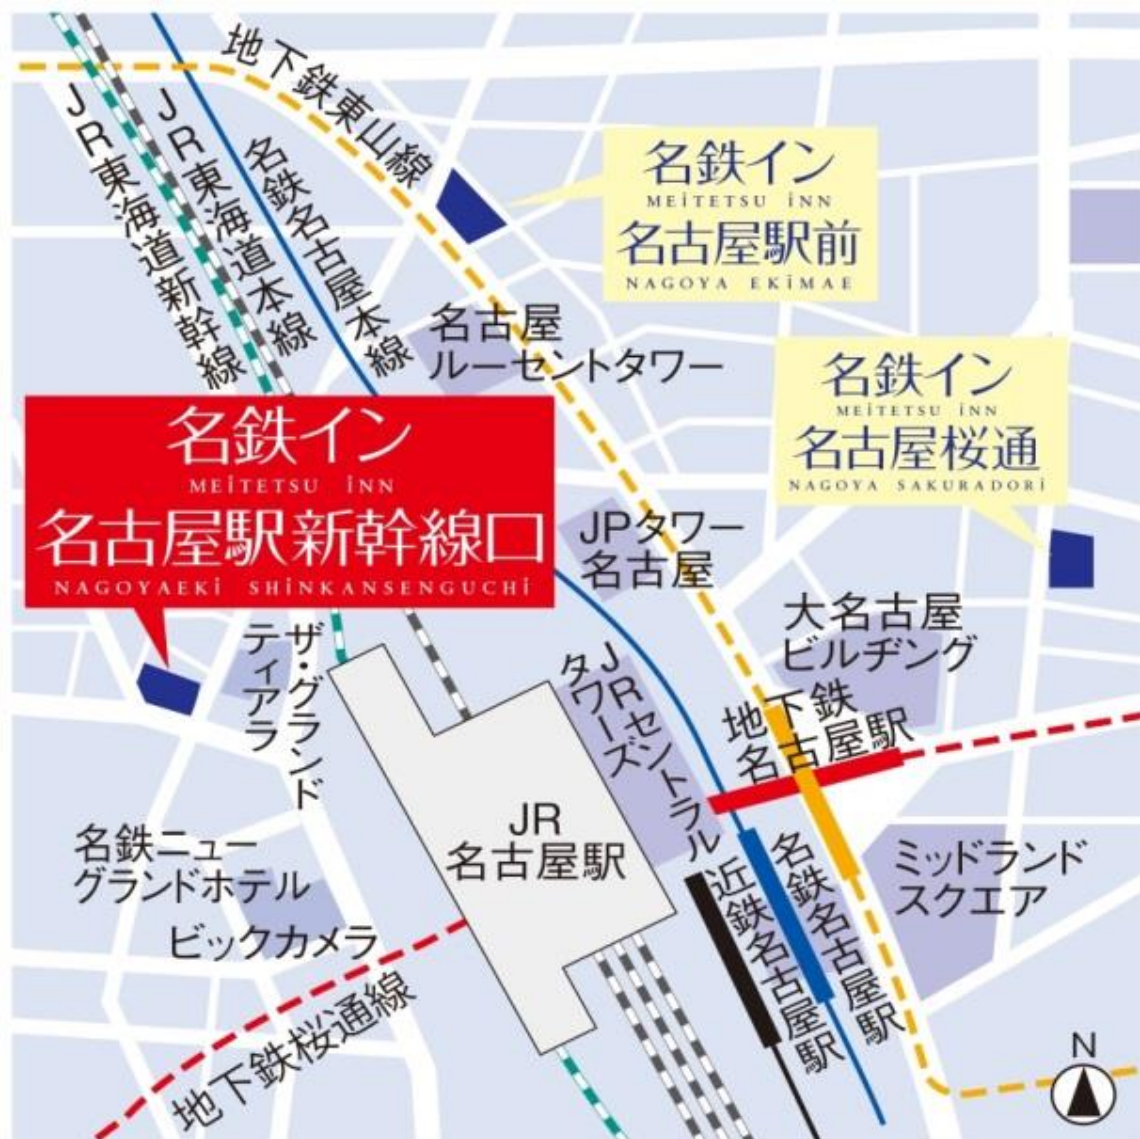 地下鉄東山線
JR東海道新幹線
JR東海道本線
名鉄名古屋本線
名鉄イン
MEiTETSU iNN
名古屋駅前
NAGOYA EKiMAE
名古屋
ルーセントタワー
名鉄イン
MEiTETSU iNN
名古屋桜通
NAGOYA SAKURADORi
名鉄イン
MEiTETSU iNN
名古屋駅新幹線口
NAGOYAEKi SHiNKANSENGUCHi
JPタワー
名古屋
大名古屋
ビルヂング
ザ・グランド
ティアラ
JRセントラル
タワーズ
地下鉄
名古屋駅
JR
名古屋駅
名鉄ニュー
グランドホテル
ビックカメラ
ミッドランド
スクエア
名鉄名古屋駅
近鉄名古屋駅
地下鉄桜通線
N